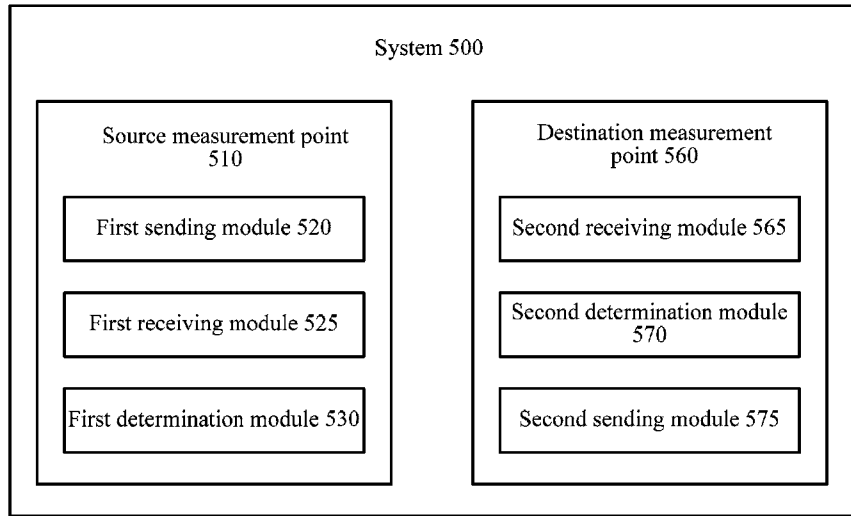 System 500
Source measurement point
510
First sending module 520
First receiving module 525
First determination module 530
Destination measurement
point 560
Second receiving module 565
Second determination module
570
Second sending module 575